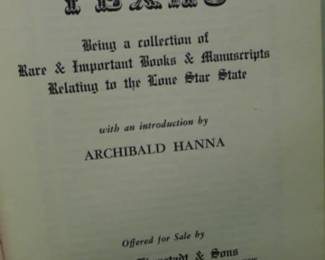 TEXAS
Being a collection of
Rare & Important Books & Manuscripts
Relating to the Lone Star State
with an introduction by
ARCHIBALD HANNA
Offered for Sale by
& Sons